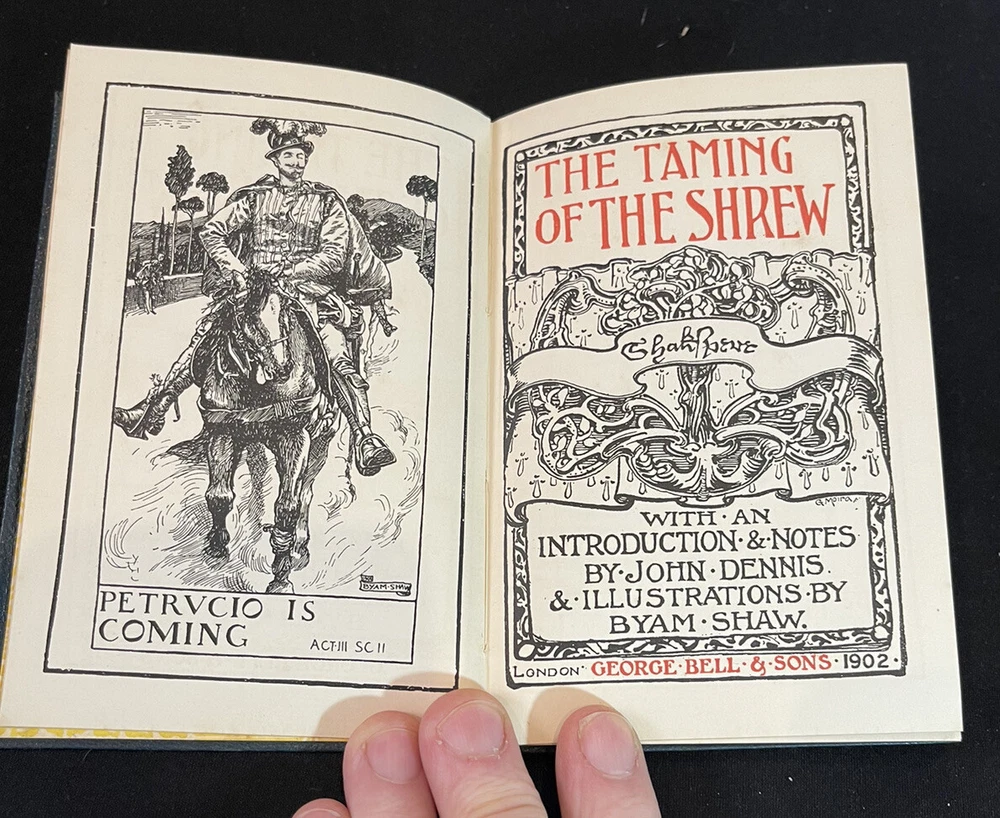 BYAM·SHAW
PETRVCIO IS
COMING
ACT·III SC II
THE TAMING
OF THE SHREW
Shakspere
G. Moira
WITH·AN
INTRODUCTION·&·NOTES
BY·JOHN·DENNIS.
&·ILLUSTRATIONS·BY
BYAM·SHAW.
LONDON· GEORGE·BELL·&·SONS·1902·